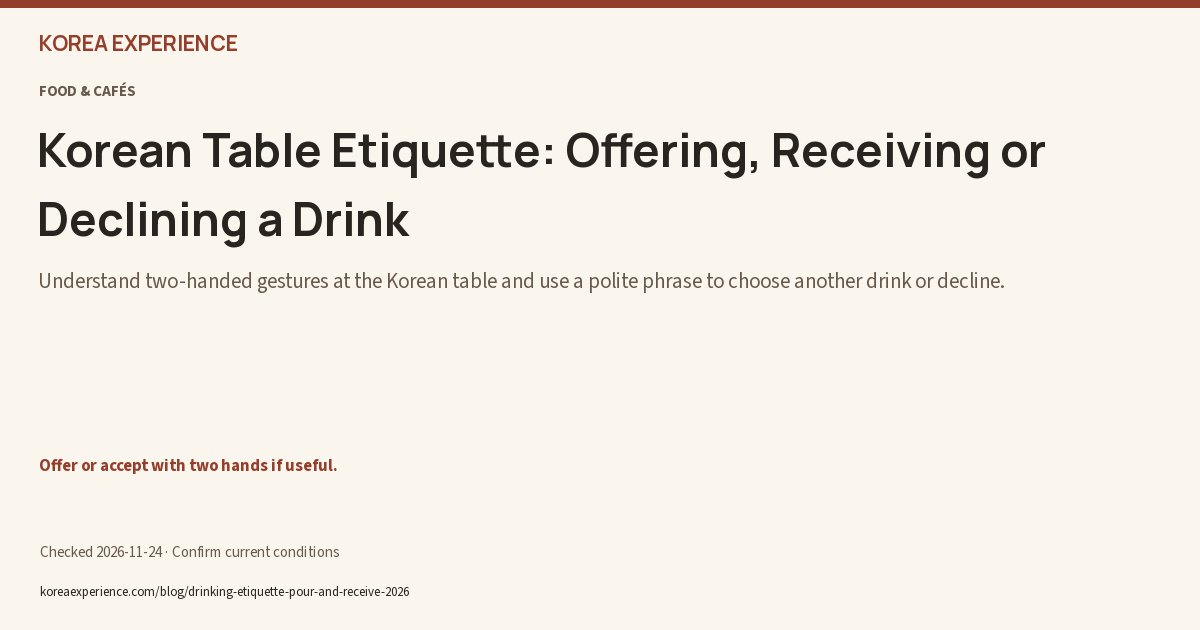 KOREA EXPERIENCE
FOOD & CAFÉS
Korean Table Etiquette: Offering, Receiving or
Declining a Drink
Understand two-handed gestures at the Korean table and use a polite phrase to choose another drink or decline.
Offer or accept with two hands if useful.
Checked 2026-11-24 · Confirm current conditions
koreaexperience.com/blog/drinking-etiquette-pour-and-receive-2026